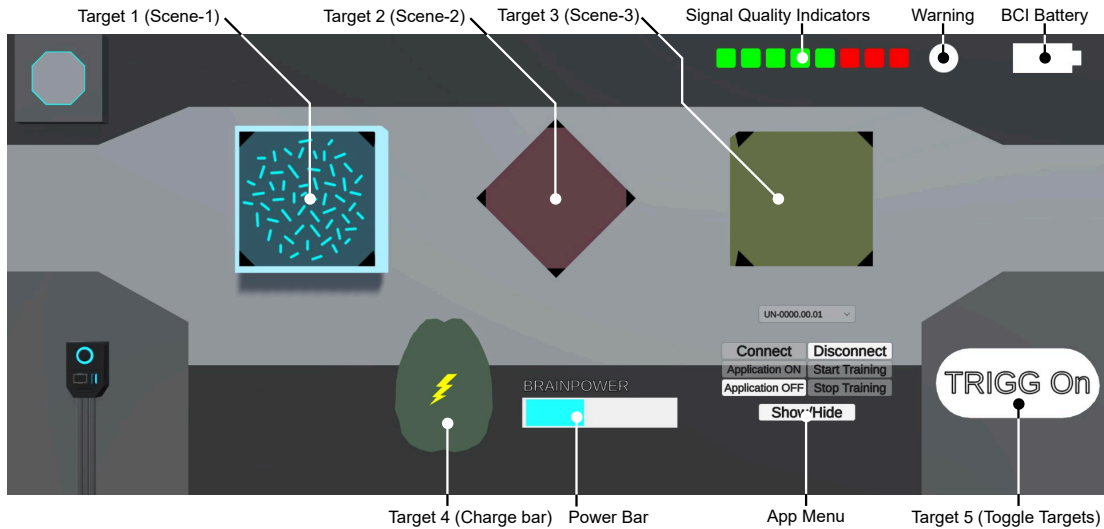 Target 1 (Scene-1)
Target 2 (Scene-2)
Target 3 (Scene-3)
Signal Quality Indicators
Warning
BCI Battery
UN-0000.00.01
Connect
Disconnect
Application ON
Start Training
Application OFF
Stop Training
Show/Hide
BRAINPOWER
TRIGG On
Target 4 (Charge bar)
Power Bar
App Menu
Target 5 (Toggle Targets)